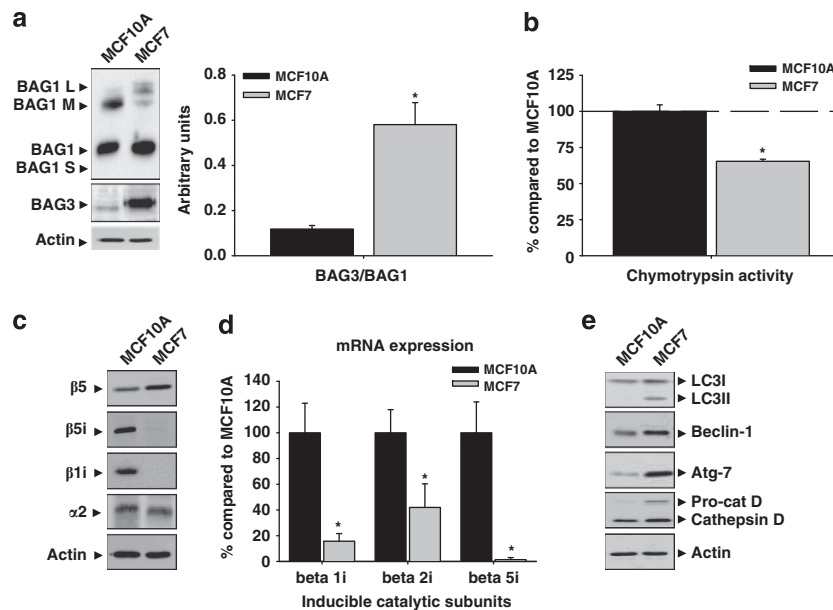 a
MCF10A
MCF7
BAG1 L
BAG1 M
BAG1
BAG1 S
BAG3
Actin
Arbitrary units
0.8
0.6
0.4
0.2
0.0
MCF10A
MCF7
*
BAG3/BAG1
b
% compared to MCF10A
125
100
75
50
25
0
MCF10A
MCF7
*
Chymotrypsin activity
c
MCF10A
MCF7
β5
β5i
β1i
α2
Actin
d
mRNA expression
% compared to MCF10A
140
120
100
80
60
40
20
0
MCF10A
MCF7
*
*
*
beta 1i
beta 2i
beta 5i
Inducible catalytic subunits
e
MCF10A
MCF7
LC3I
LC3II
Beclin-1
Atg-7
Pro-cat D
Cathepsin D
Actin